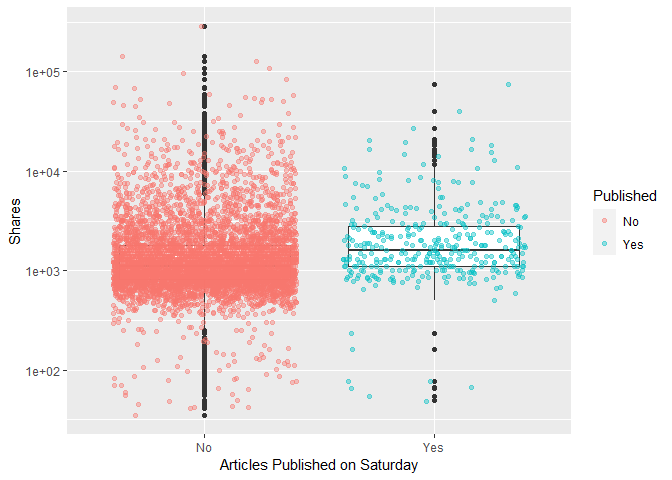 1e+05
1e+04
1e+03
1e+02
Shares
No
Yes
Articles Published on Saturday
Published
No
Yes